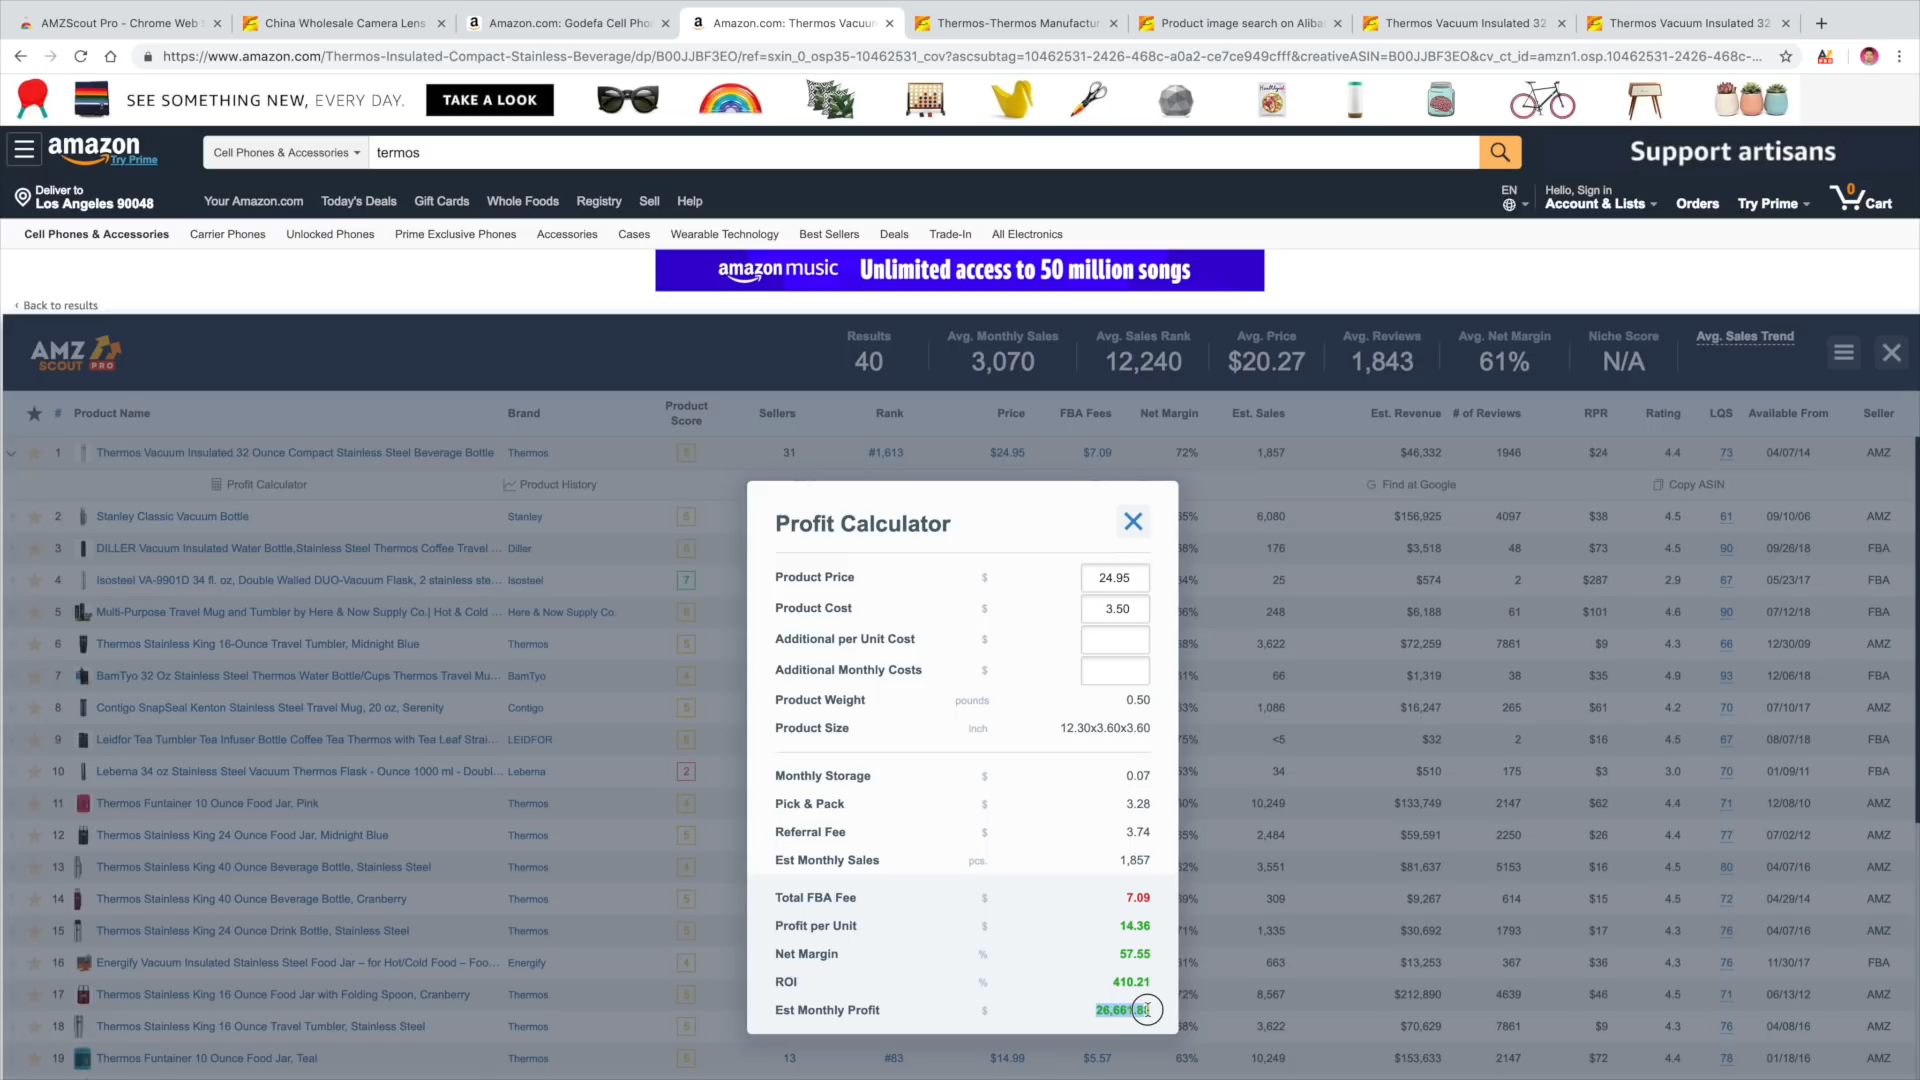 AMZScout Pro - Chrome Web
China Wholesale Camera Lens
Amazon.com: Godefa Cell Pho
Amazon.com: Thermos Vacuum
Thermos-Thermos Manufactur
Product image search on Aliba
Thermos Vacuum Insulated 32
Thermos Vacuum Insulated 32
https://www.amazon.com/Thermos-Insulated-Compact-Stainless-Beverage/dp/B00JJBF3EO/ref=sxin_0_osp35-10462531_cov?ascsubtag=10462531-2426-468c-a0a2-ce7ce949cfff&creativeASIN=B00JJBF3EO&cv_ct_id=amzn1.osp.10462531-2426-468c-...
SEE SOMETHING NEW, EVERY DAY. TAKE A LOOK
amazon Try Prime
Cell Phones & Accessories termos
Support artisans
Deliver to
Los Angeles 90048
Your Amazon.com Today's Deals Gift Cards Whole Foods Registry Sell Help
EN
Hello, Sign in
Account & Lists Orders Try Prime 0 Cart
Cell Phones & Accessories Carrier Phones Unlocked Phones Prime Exclusive Phones Accessories Cases Wearable Technology Best Sellers Deals Trade-In All Electronics
amazon music Unlimited access to 50 million songs
‹ Back to results
AMZ SCOUT PRO
Results 40
Avg. Monthly Sales 3,070
Avg. Sales Rank 12,240
Avg. Price $20.27
Avg. Reviews 1,843
Avg. Net Margin 61%
Niche Score N/A
Avg. Sales Trend
# Product Name Brand Product Score Sellers Rank Price FBA Fees Net Margin Est. Sales Est. Revenue # of Reviews RPR Rating LQS Available From Seller
1 Thermos Vacuum Insulated 32 Ounce Compact Stainless Steel Beverage Bottle Thermos 31 #1,613 $24.95 $7.09 72% 1,857 $46,332 1946 $24 4.4 73 04/07/14 AMZ
Profit Calculator Product History Find at Google Copy ASIN
2 Stanley Classic Vacuum Bottle Stanley 6 5% 6,080 $156,925 4097 $38 4.5 61 09/10/06 AMZ
3 DILLER Vacuum Insulated Water Bottle,Stainless Steel Thermos Coffee Travel ... Diller 8% 176 $3,518 48 $73 4.5 90 09/26/18 FBA
4 Isosteel VA-9901D 34 fl. oz, Double Walled DUO-Vacuum Flask, 2 stainless ste... Isosteel 7 4% 25 $574 2 $287 2.9 67 05/23/17 FBA
5 Multi-Purpose Travel Mug and Tumbler by Here & Now Supply Co.| Hot & Cold ... Here & Now Supply Co. 6 6% 248 $6,188 61 $101 4.6 90 07/12/18 FBA
6 Thermos Stainless King 16-Ounce Travel Tumbler, Midnight Blue Thermos 5 8% 3,622 $72,259 7861 $9 4.3 66 12/30/09 AMZ
7 BamTyo 32 Oz Stainless Steel Thermos Water Bottle/Cups Thermos Travel Mu... BamTyo 4 1% 66 $1,319 38 $35 4.9 93 12/06/18 FBA
8 Contigo SnapSeal Kenton Stainless Steel Travel Mug, 20 oz, Serenity Contigo 5 3% 1,086 $16,247 265 $61 4.2 70 07/10/17 AMZ
9 Leidfor Tea Tumbler Tea Infuser Bottle Coffee Tea Thermos with Tea Leaf Strai... LEIDFOR 5% <5 $32 2 $16 4.5 67 08/07/18 FBA
10 Leberna 34 oz Stainless Steel Vacuum Thermos Flask - Ounce 1000 ml - Doubl... Leberna 2 3% 34 $510 175 $3 3.0 70 01/09/11 FBA
11 Thermos Funtainer 10 Ounce Food Jar, Pink Thermos 4 0% 10,249 $133,749 2147 $62 4.4 71 12/08/10 AMZ
12 Thermos Stainless King 24 Ounce Food Jar, Midnight Blue Thermos 5 5% 2,484 $59,591 2250 $26 4.4 77 07/02/12 AMZ
13 Thermos Stainless King 40 Ounce Beverage Bottle, Stainless Steel Thermos 4 2% 3,551 $81,637 5153 $16 4.5 80 04/07/16 AMZ
14 Thermos Stainless King 40 Ounce Beverage Bottle, Cranberry Thermos 5 9% 309 $9,267 614 $15 4.5 72 04/29/14 AMZ
15 Thermos Stainless King 24 Ounce Drink Bottle, Stainless Steel Thermos 5 71% 1,335 $30,692 1793 $17 4.3 76 04/07/16 AMZ
16 Energify Vacuum Insulated Stainless Steel Food Jar – for Hot/Cold Food – Foo... Energify 4 1% 663 $13,253 367 $36 4.3 76 11/30/17 FBA
17 Thermos Stainless King 16 Ounce Food Jar with Folding Spoon, Cranberry Thermos 5 72% 8,567 $212,890 4639 $46 4.5 71 06/13/12 AMZ
18 Thermos Stainless King 16 Ounce Travel Tumbler, Stainless Steel Thermos 5 8% 3,622 $70,629 7861 $9 4.3 76 04/08/16 AMZ
19 Thermos Funtainer 10 Ounce Food Jar, Teal Thermos 13 #83 $14.99 $5.57 63% 10,249 $153,633 2147 $72 4.4 78 01/18/16 AMZ
Profit Calculator
Product Price $ 24.95
Product Cost $ 3.50
Additional per Unit Cost $
Additional Monthly Costs $
Product Weight pounds 0.50
Product Size inch 12.30x3.60x3.60
Monthly Storage $ 0.07
Pick & Pack $ 3.28
Referral Fee $ 3.74
Est Monthly Sales pcs. 1,857
Total FBA Fee $ 7.09
Profit per Unit $ 14.36
Net Margin % 57.55
ROI % 410.21
Est Monthly Profit $ 26,661.8